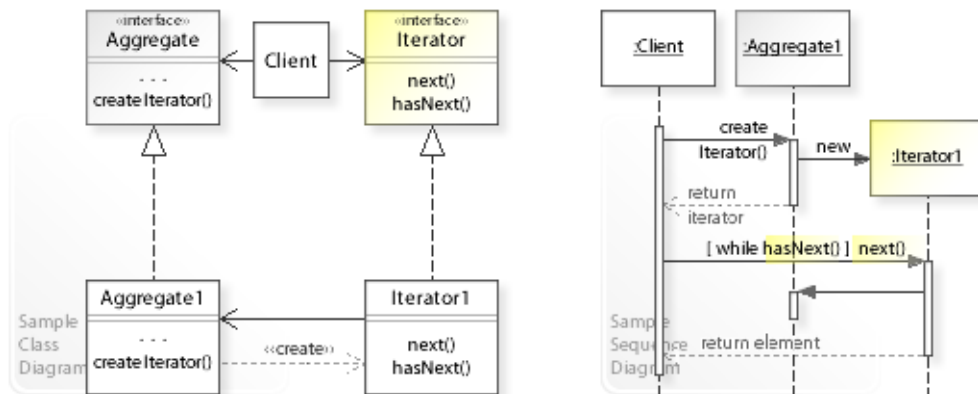 «interface»
Aggregate
. . .
createIterator()
Client
«interface»
Iterator
next()
hasNext()
Aggregate1
. . .
createIterator()
«create»
Iterator1
next()
hasNext()
Sample
Class
Diagram
:Client
:Aggregate1
create
Iterator()
new
:Iterator1
return
iterator
[ while hasNext() ] next()
return element
Sample
Sequence
Diagram